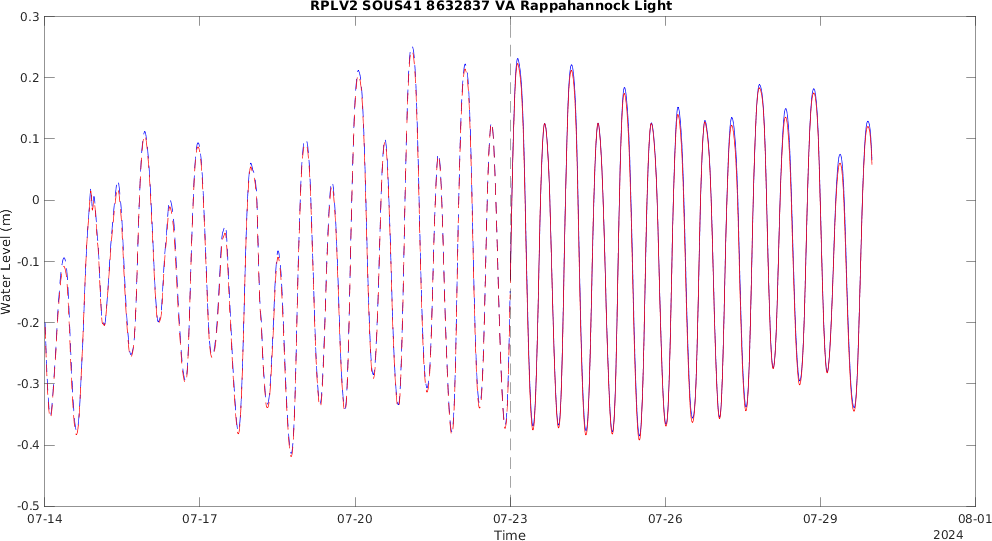 RPLV2 SOUS41 8632837 VA Rappahannock Light
0.3
0.2
0.1
0
-0.1
-0.2
-0.3
-0.4
-0.5
Water Level (m)
07-14 07-17 07-20 07-23 07-26 07-29 08-01
Time
2024